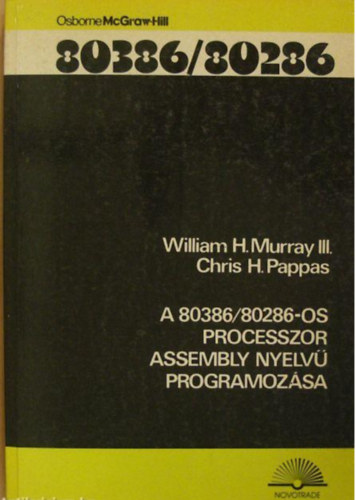 Osborne McGraw-Hill
80386/80286
William H. Murray III.
Chris H. Pappas
A 80386/80286-OS
PROCESSZOR
ASSEMBLY NYELVŰ
PROGRAMOZÁSA
NOVOTRADE